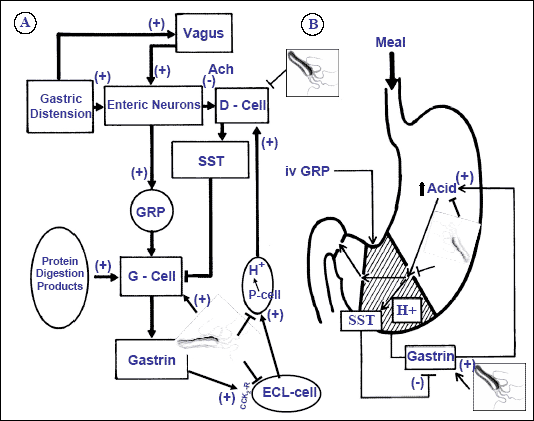 A
(+)
Vagus
(+)
(+)
(-)
Ach
Gastric
Distension
Enteric Neurons
D - Cell
SST
(+)
(+)
GRP
Protein
Digestion
Products
(+)
G - Cell
H+
P-cell
(+)
(+)
Gastrin
(+)
CCK2-R
ECL-cell
B
Meal
iv GRP
Acid
(+)
SST
H+
Gastrin
(+)
(-)